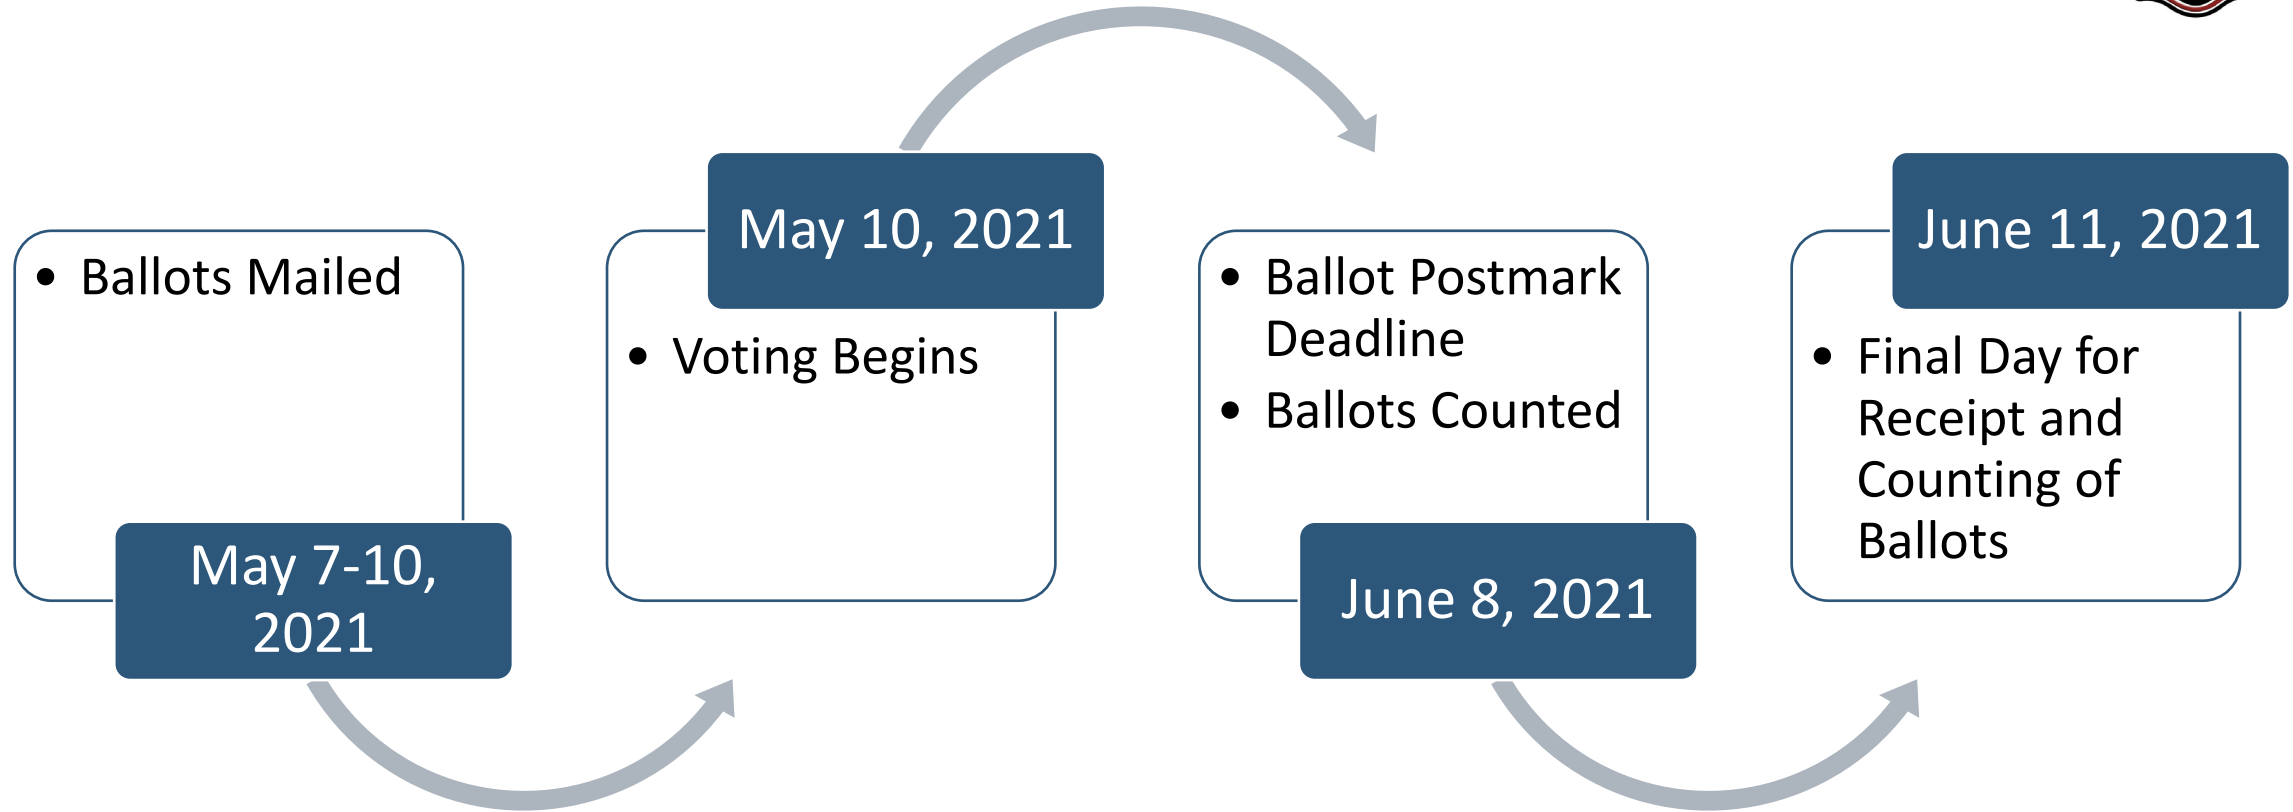 • Ballots Mailed
May 7-10,
2021
May 10, 2021
• Voting Begins
• Ballot Postmark
Deadline
• Ballots Counted
June 8, 2021
June 11, 2021
• Final Day for
Receipt and
Counting of
Ballots